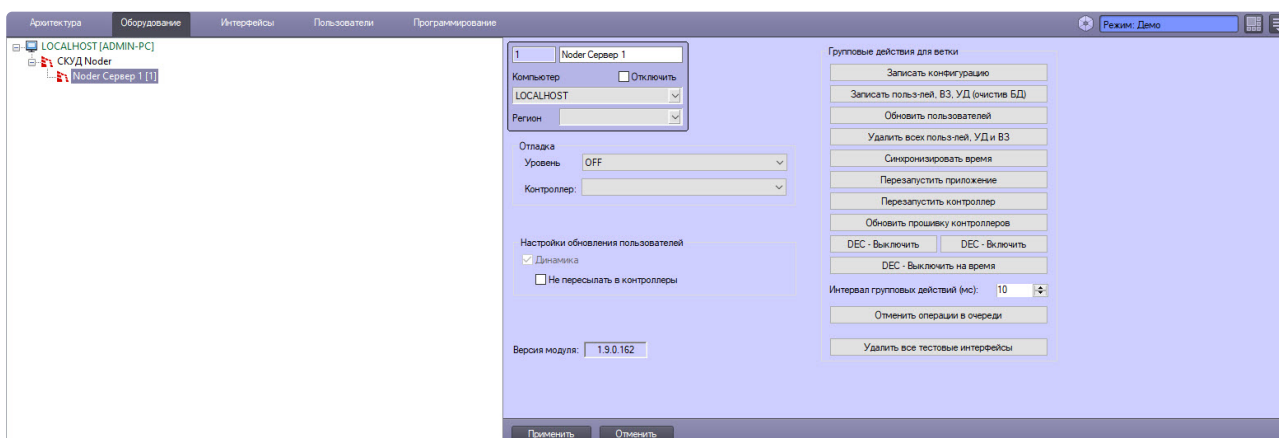 Архитектура Оборудование Интерфейсы Пользователи Программирование Режим: Демо
LOCALHOST [ADMIN-PC]
СКУД Noder
Noder Сервер 1 [1]
1 Noder Сервер 1
Компьютер Отключить
LOCALHOST
Регион
Отладка
Уровень OFF
Контроллер:
Настройки обновления пользователей
Динамика
Не пересылать в контроллеры
Версия модуля: 1.9.0.162
Групповые действия для ветки
Записать конфигурацию
Записать польз-лей, ВЗ, УД (очистив БД)
Обновить пользователей
Удалить всех польз-лей, УД и ВЗ
Синхронизировать время
Перезапустить приложение
Перезапустить контроллер
Обновить прошивку контроллеров
DEC - Выключить DEC - Включить
DEC - Выключить на время
Интервал групповых действий (мс): 10
Отменить операции в очереди
Удалить все тестовые интерфейсы
Применить Отменить